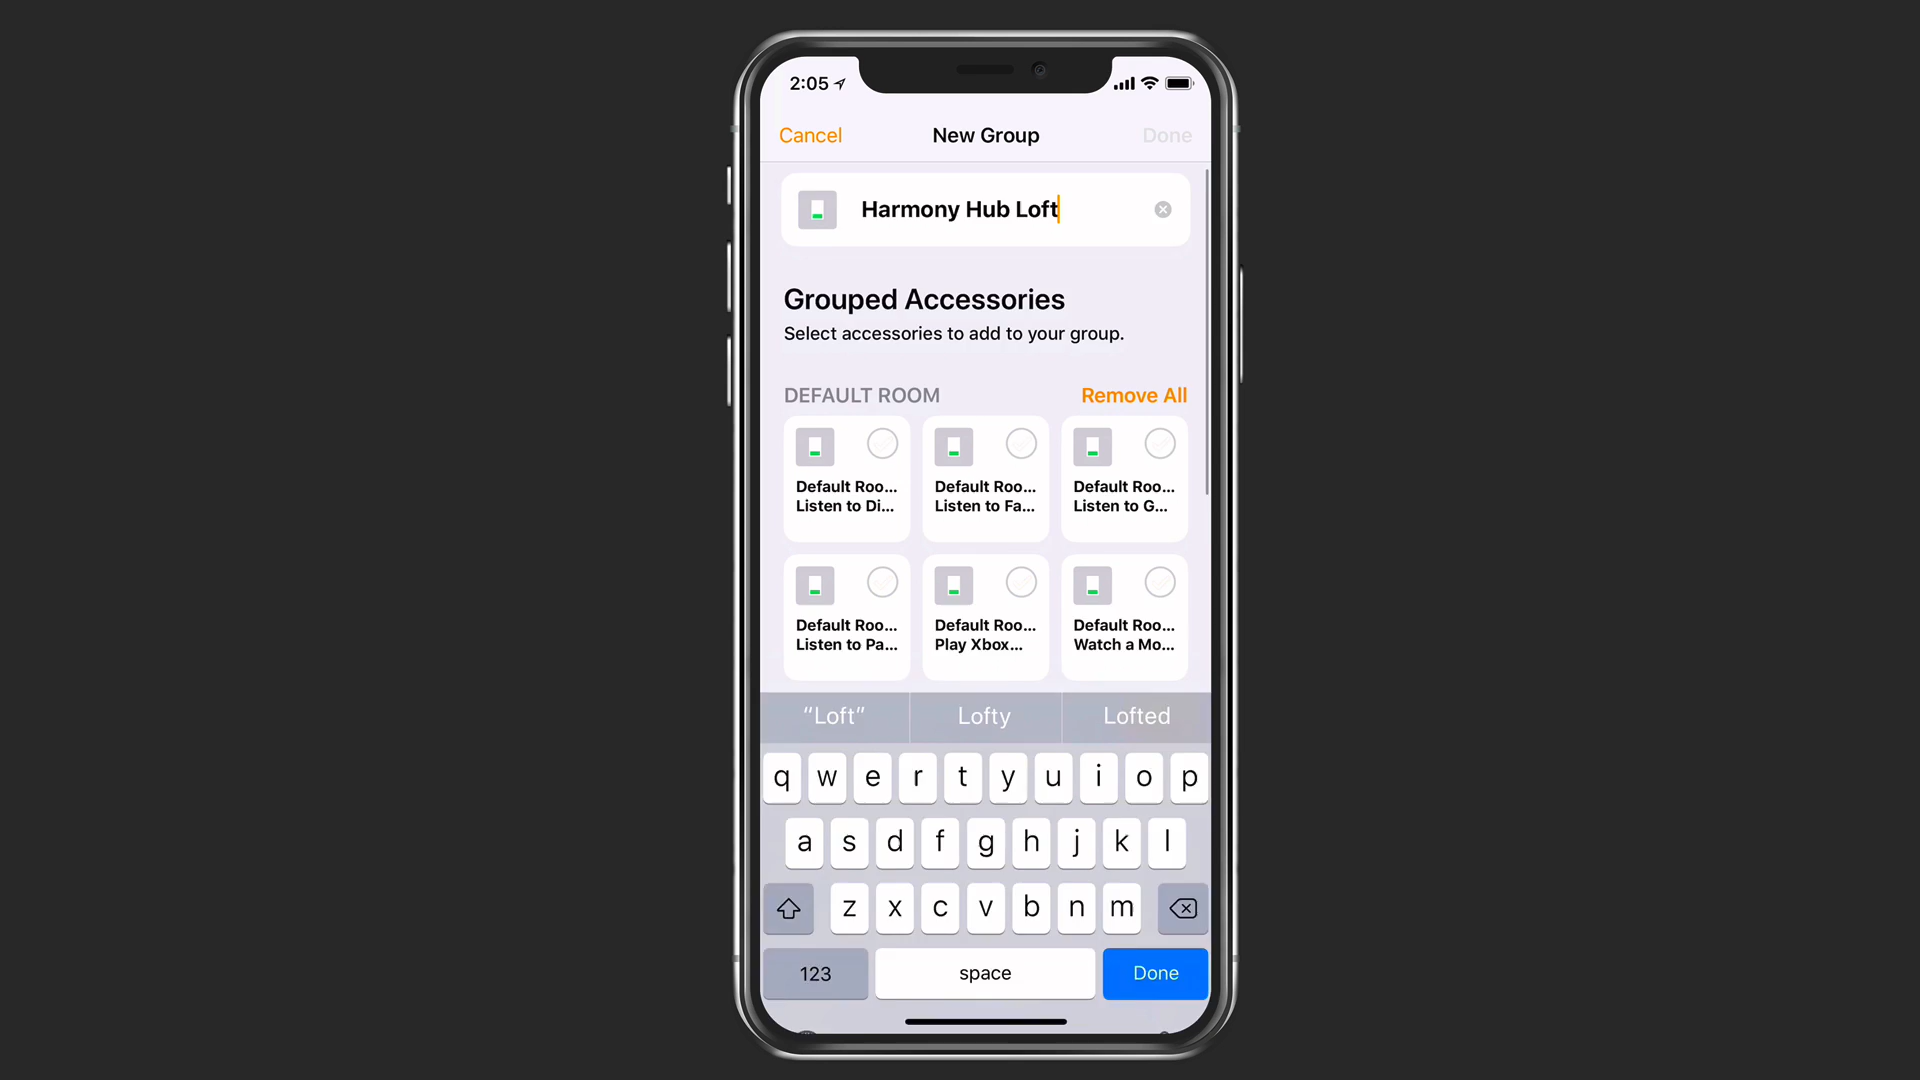 2:05
Cancel
New Group
Done
Harmony Hub Loft
Grouped Accessories
Select accessories to add to your group.
DEFAULT ROOM
Remove All
Default Roo...
Listen to Di...
Default Roo...
Listen to Fa...
Default Roo...
Listen to G...
Default Roo...
Listen to Pa...
Default Roo...
Play Xbox...
Default Roo...
Watch a Mo...
“Loft”
Lofty
Lofted
q w e r t y u i o p
a s d f g h j k l
z x c v b n m
123
space
Done